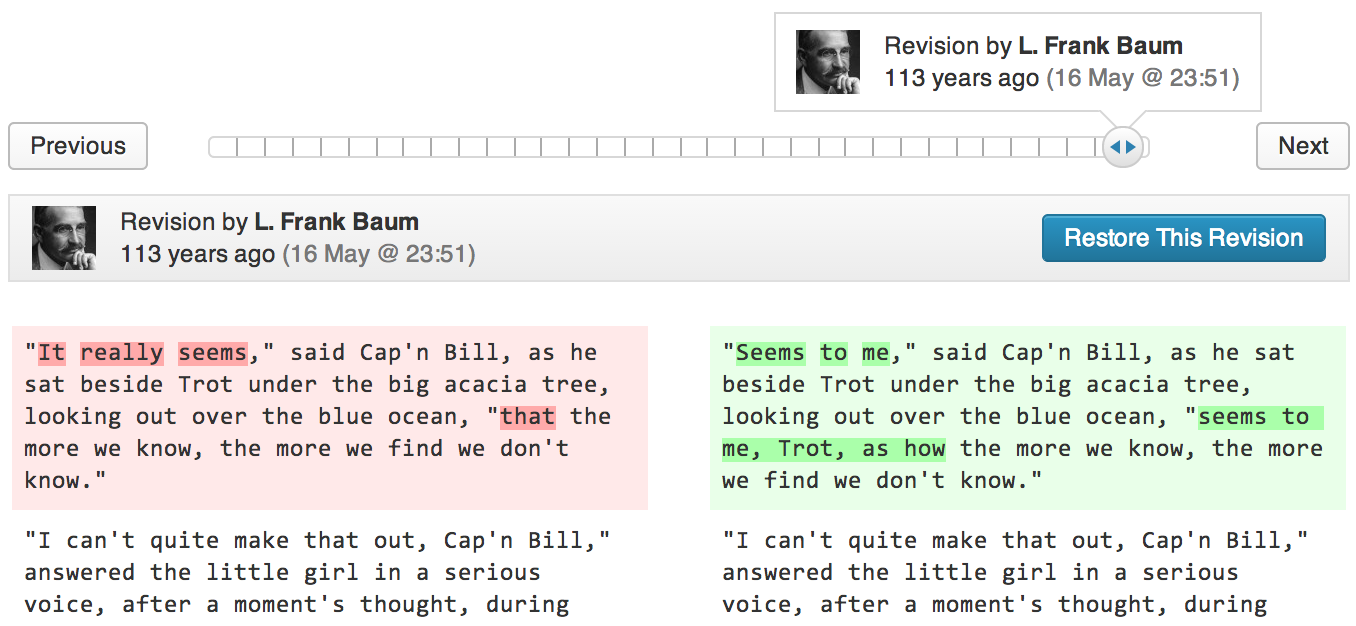 Revision by L. Frank Baum
113 years ago (16 May @ 23:51)
Previous
Next
Revision by L. Frank Baum
113 years ago (16 May @ 23:51)
Restore This Revision
"It really seems," said Cap'n Bill, as he
sat beside Trot under the big acacia tree,
looking out over the blue ocean, "that the
more we know, the more we find we don't
know."
"I can't quite make that out, Cap'n Bill,"
answered the little girl in a serious
voice, after a moment's thought, during
"Seems to me," said Cap'n Bill, as he sat
beside Trot under the big acacia tree,
looking out over the blue ocean, "seems to
me, Trot, as how the more we know, the more
we find we don't know."
"I can't quite make that out, Cap'n Bill,"
answered the little girl in a serious
voice, after a moment's thought, during